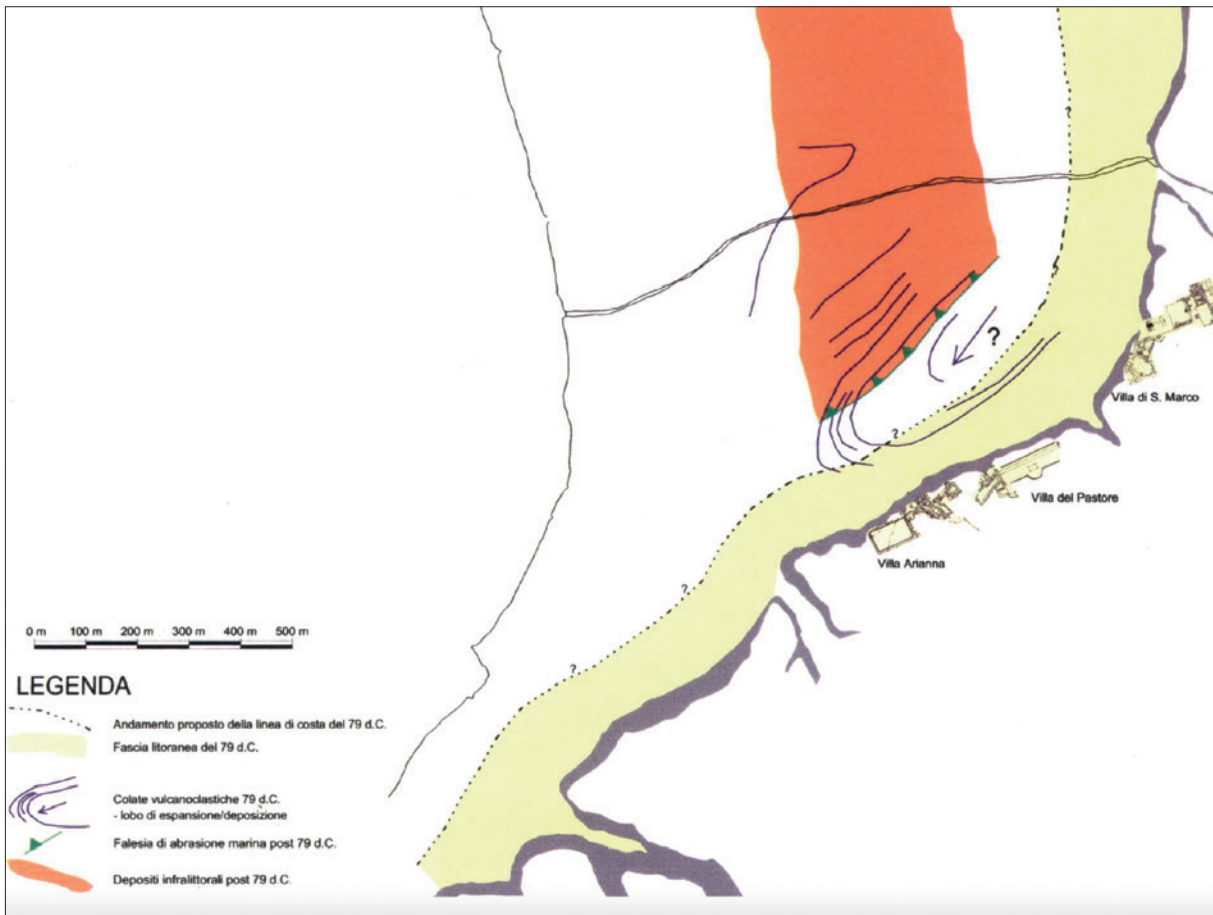 ?
?
?
Villa di S. Marco
?
Villa del Pastore
Villa Arianna
?
?
0 m 100 m 200 m 300 m 400 m 500 m
LEGENDA
Andamento proposto della linea di costa del 79 d.C.
Fascia litoranea del 79 d.C.
Colate vulcanoclastiche 79 d.C.
- lobo di espansione/deposizione
Falesia di abrasione marina post 79 d.C.
Depositi infralittorali post 79 d.C.